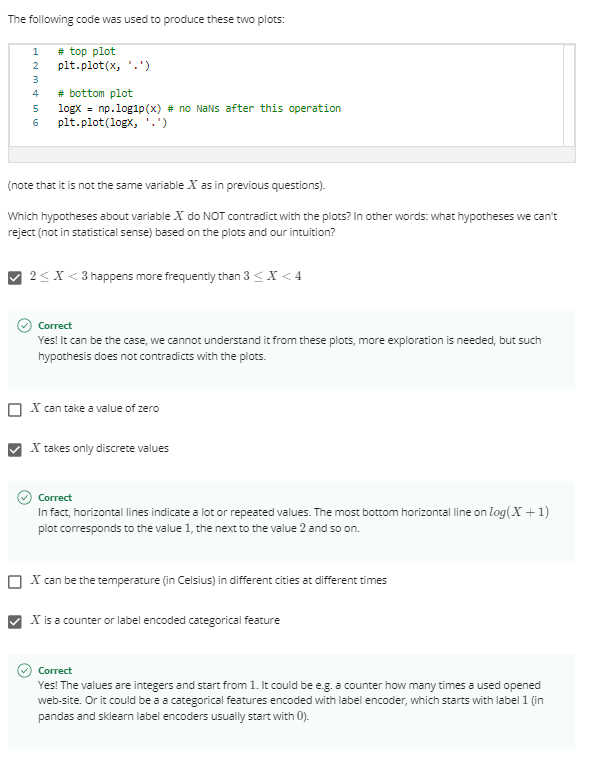 The following code was used to produce these two plots:
1 # top plot
2 plt.plot(x, '.')
3
4 # bottom plot
5 logX = np.log1p(x) # no NaNs after this operation
6 plt.plot(logX, '.')
(note that it is not the same variable X as in previous questions).
Which hypotheses about variable X do NOT contradict with the plots? In other words: what hypotheses we can't
reject (not in statistical sense) based on the plots and our intuition?
2 ≤ X < 3 happens more frequently than 3 ≤ X < 4
Correct
Yes! It can be the case, we cannot understand it from these plots, more exploration is needed, but such
hypothesis does not contradicts with the plots.
X can take a value of zero
X takes only discrete values
Correct
In fact, horizontal lines indicate a lot or repeated values. The most bottom horizontal line on log(X + 1)
plot corresponds to the value 1, the next to the value 2 and so on.
X can be the temperature (in Celsius) in different cities at different times
X is a counter or label encoded categorical feature
Correct
Yes! The values are integers and start from 1. It could be e.g. a counter how many times a used opened
web-site. Or it could be a a categorical features encoded with label encoder, which starts with label 1 (in
pandas and sklearn label encoders usually start with 0).